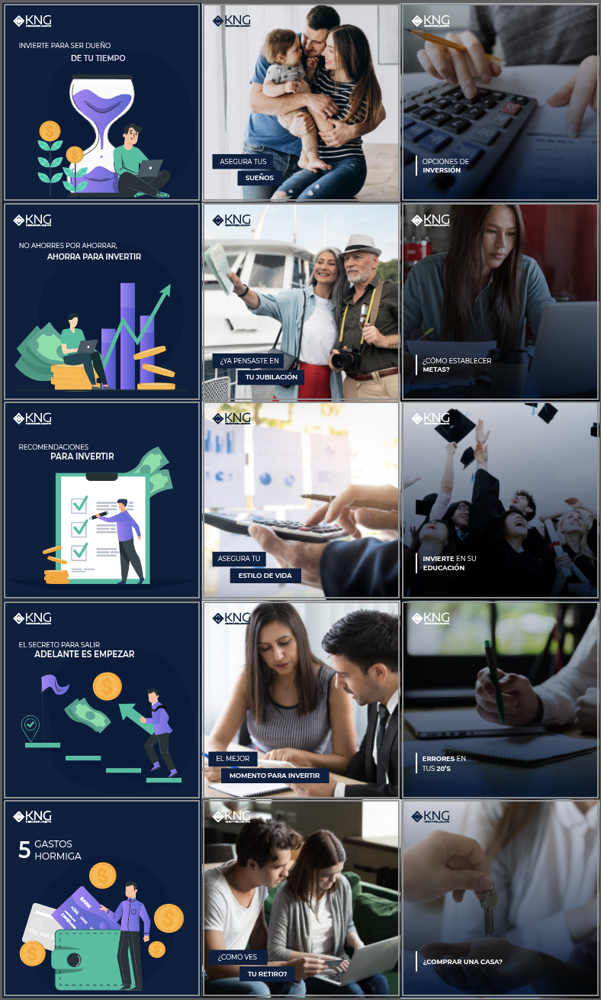 KNG
INVIERTE PARA SER DUEÑO
DE TU TIEMPO
KNG
ASEGURA TUS
SUEÑOS
OPCIONES DE
INVERSIÓN
KNG
NO AHORRES POR AHORRAR,
AHORRA PARA INVERTIR
KNG
¿YA PENSASTE EN
TU JUBILACIÓN
KNG
¿CÓMO ESTABLECER
METAS?
KNG
RECOMENDACIONES
PARA INVERTIR
KNG
ASEGURA TU
ESTILO DE VIDA
KNG
INVIERTE EN SU
EDUCACIÓN
KNG
EL SECRETO PARA SALIR
ADELANTE ES EMPEZAR
KNG
EL MEJOR
MOMENTO PARA INVERTIR
KNG
ERRORES EN
TUS 20'S
KNG
5 GASTOS
HORMIGA
BANK
KNG
¿COMO VES
TU RETIRO?
KNG
¿COMPRAR UNA CASA?